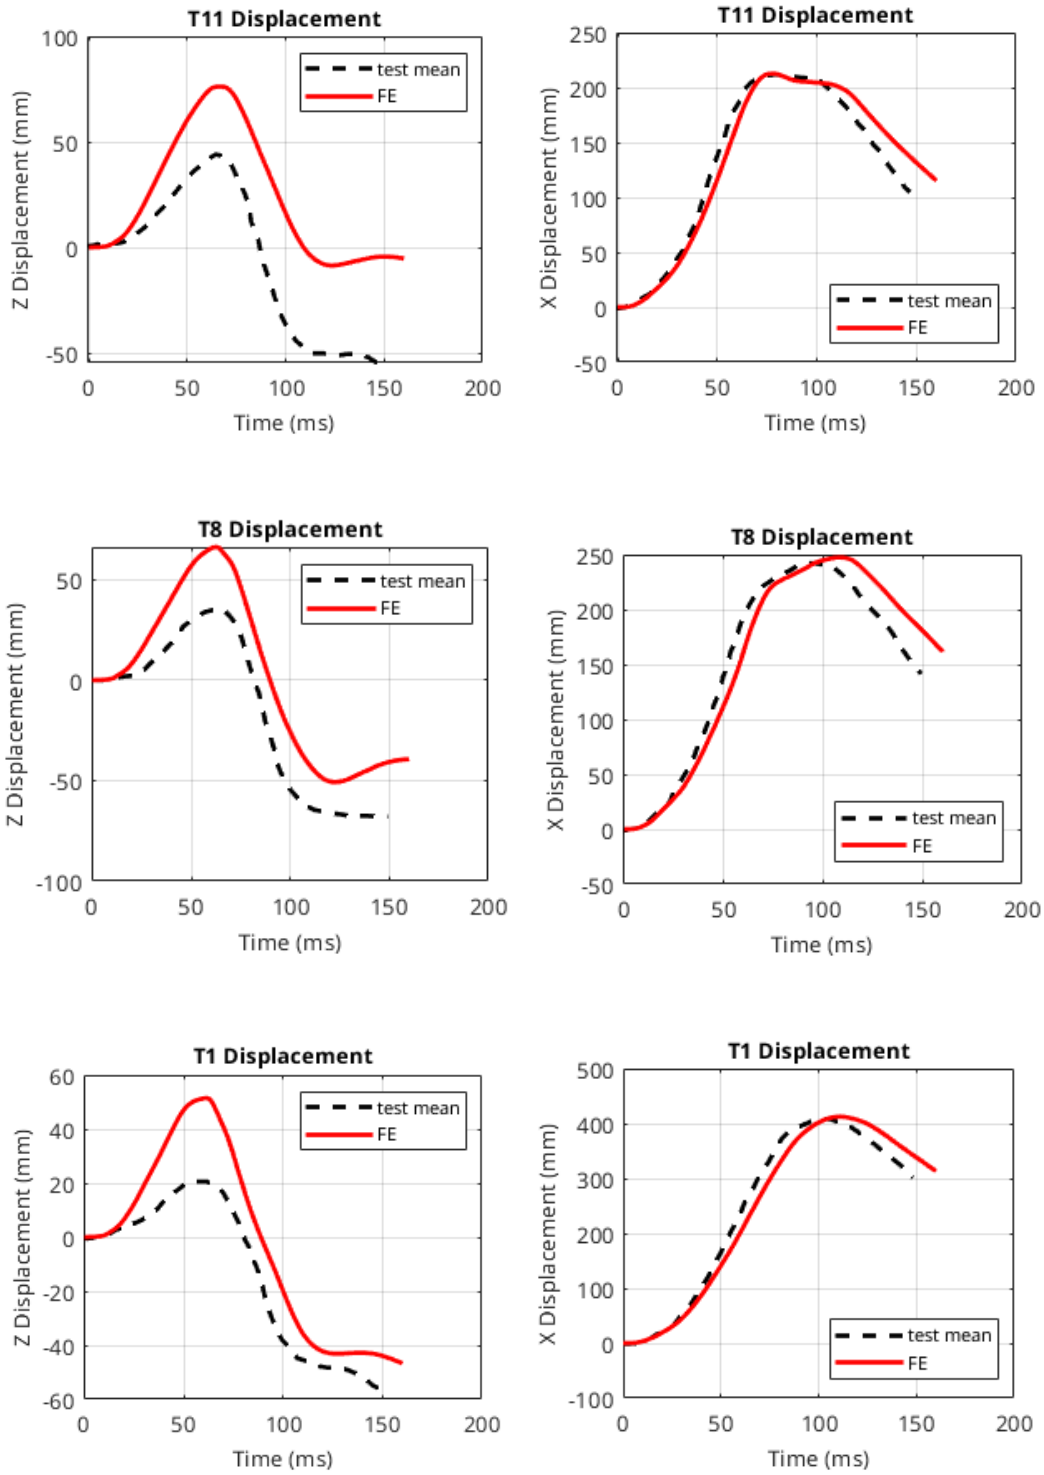 T11 Displacement
100
50
0
-50
0 50 100 150 200
Z Displacement (mm)
Time (ms)
test mean
FE
T11 Displacement
250
200
150
100
50
0
-50
0 50 100 150 200
X Displacement (mm)
Time (ms)
test mean
FE
T8 Displacement
50
0
-50
-100
0 50 100 150 200
Z Displacement (mm)
Time (ms)
test mean
FE
T8 Displacement
250
200
150
100
50
0
-50
0 50 100 150 200
X Displacement (mm)
Time (ms)
test mean
FE
T1 Displacement
60
40
20
0
-20
-40
-60
0 50 100 150 200
Z Displacement (mm)
Time (ms)
test mean
FE
T1 Displacement
500
400
300
200
100
0
-100
0 50 100 150 200
X Displacement (mm)
Time (ms)
test mean
FE